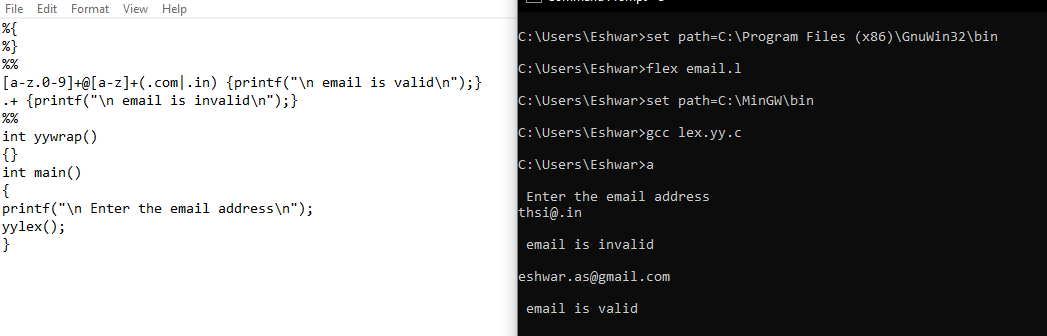 File Edit Format View Help
%{
%}
%%
[a-z.0-9]+@[a-z]+(.com|.in) {printf("\n email is valid\n");}
.+ {printf("\n email is invalid\n");}
%%
int yywrap()
{}
int main()
{
printf("\n Enter the email address\n");
yylex();
}
C:\Users\Eshwar>set path=C:\Program Files (x86)\GnuWin32\bin
C:\Users\Eshwar>flex email.l
C:\Users\Eshwar>set path=C:\MinGW\bin
C:\Users\Eshwar>gcc lex.yy.c
C:\Users\Eshwar>a
Enter the email address
thsi@.in
email is invalid
eshwar.as@gmail.com
email is valid